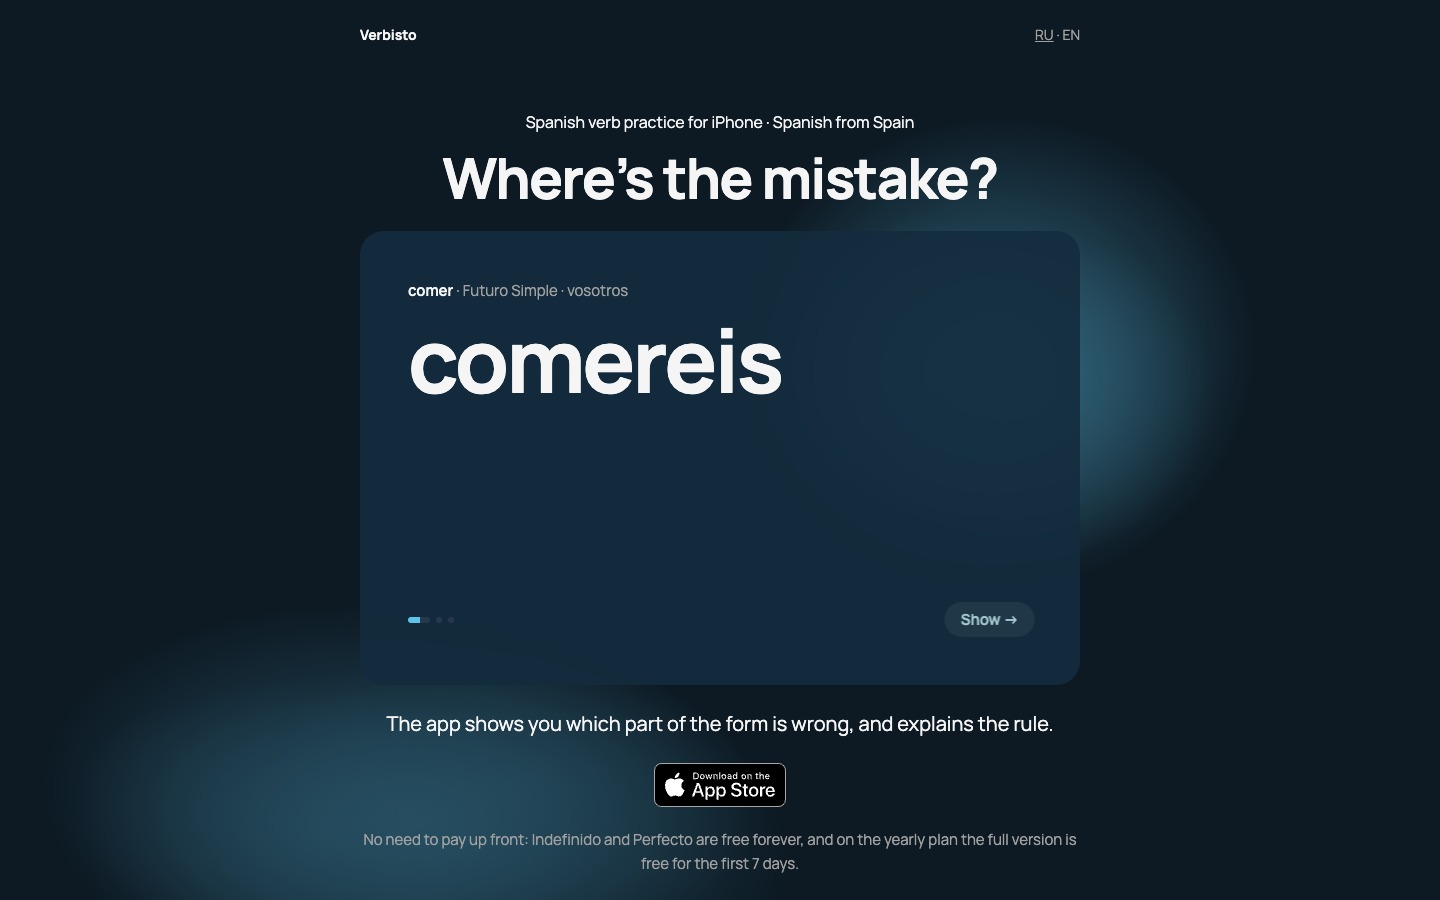 Verbisto
RU · EN
Spanish verb practice for iPhone · Spanish from Spain
Where’s the mistake?
comer · Futuro Simple · vosotros
comereis
Show →
The app shows you which part of the form is wrong, and explains the rule.
Download on the
App Store
No need to pay up front: Indefinido and Perfecto are free forever, and on the yearly plan the full version is
free for the first 7 days.